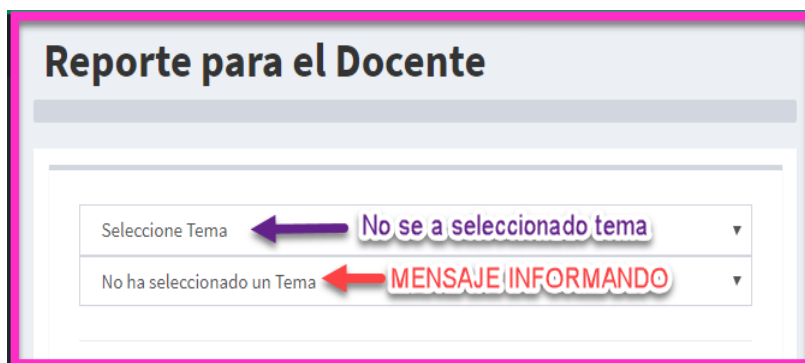 Reporte para el Docente
Seleccione Tema No se a seleccionado tema
No ha seleccionado un Tema MENSAJE INFORMANDO